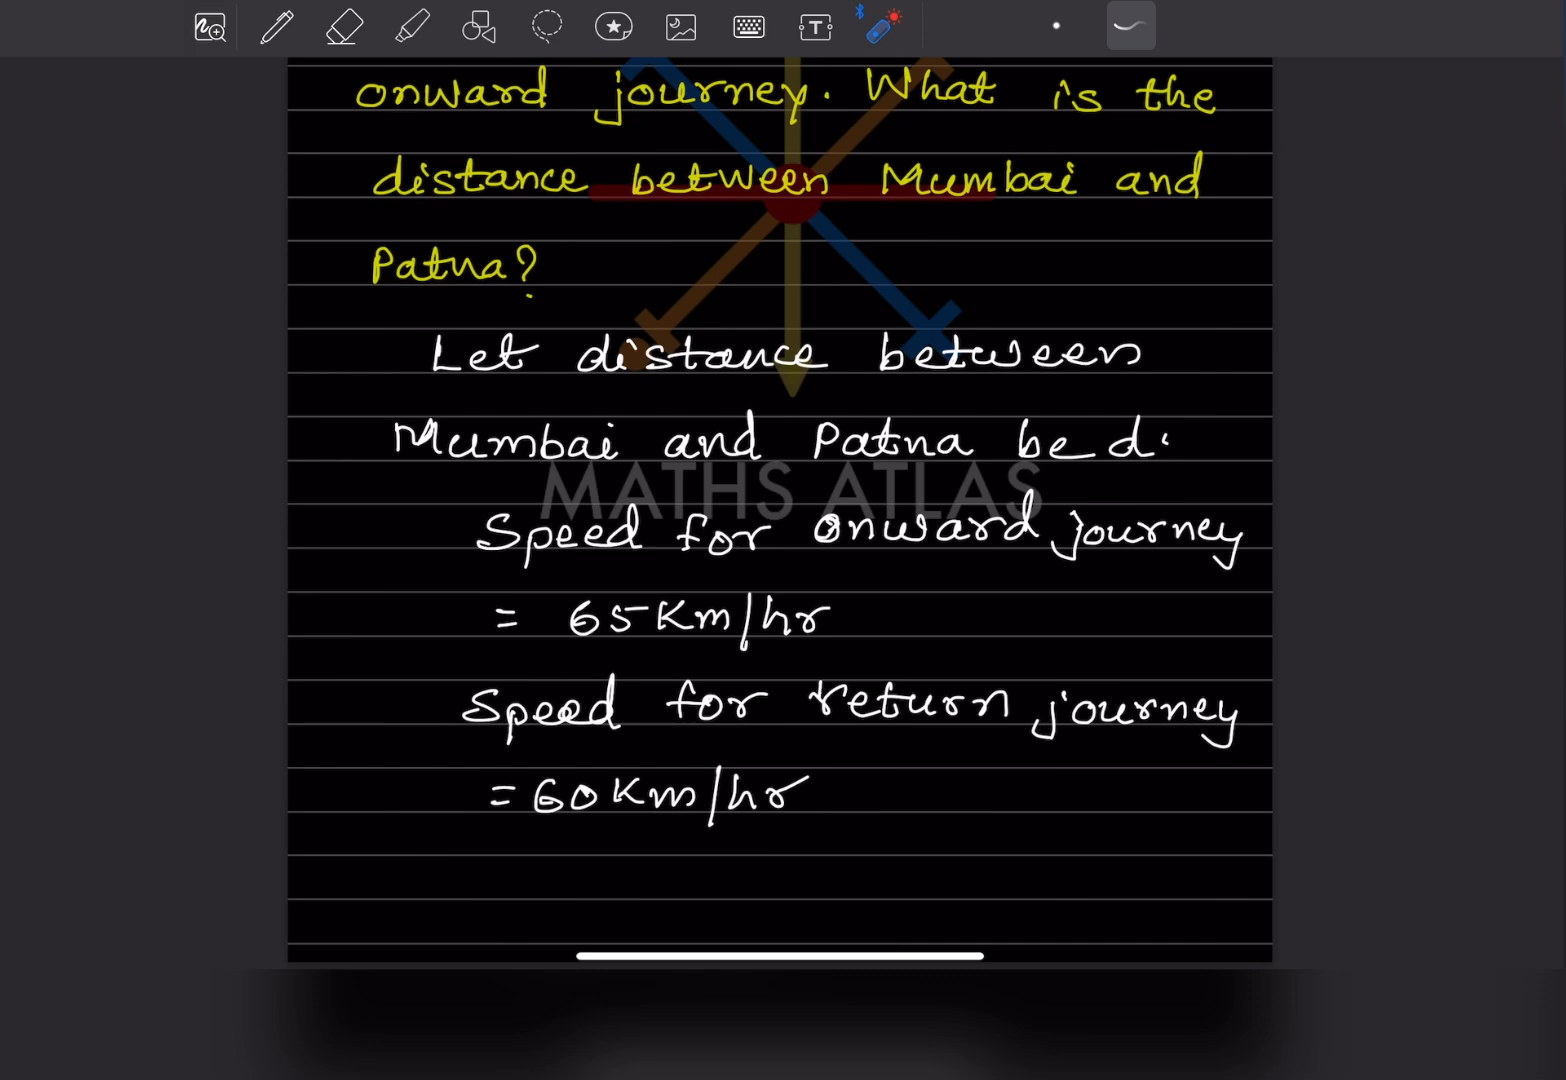 onward journey. What is the
distance between Mumbai and
Patna?
Let distance between
Mumbai and Patna be d.
MATHS ATLAS
Speed for onward journey
= 65 Km/hr
Speed for return journey
= 60 Km/hr